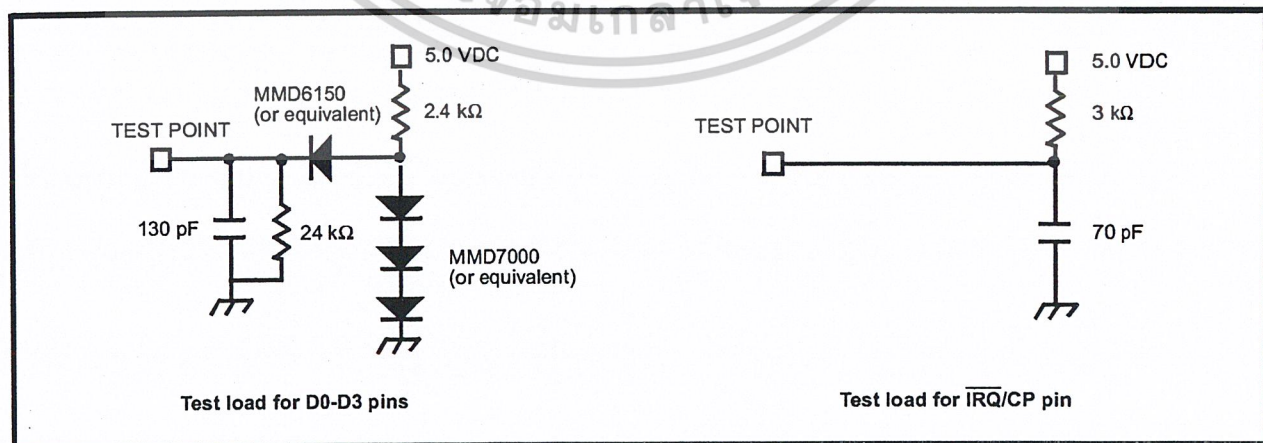 5.0 VDC
MMD6150
(or equivalent)
2.4 kΩ
TEST POINT
130 pF
24 kΩ
MMD7000
(or equivalent)
Test load for D0-D3 pins
5.0 VDC
3 kΩ
TEST POINT
70 pF
Test load for I̅R̅Q̅/CP pin